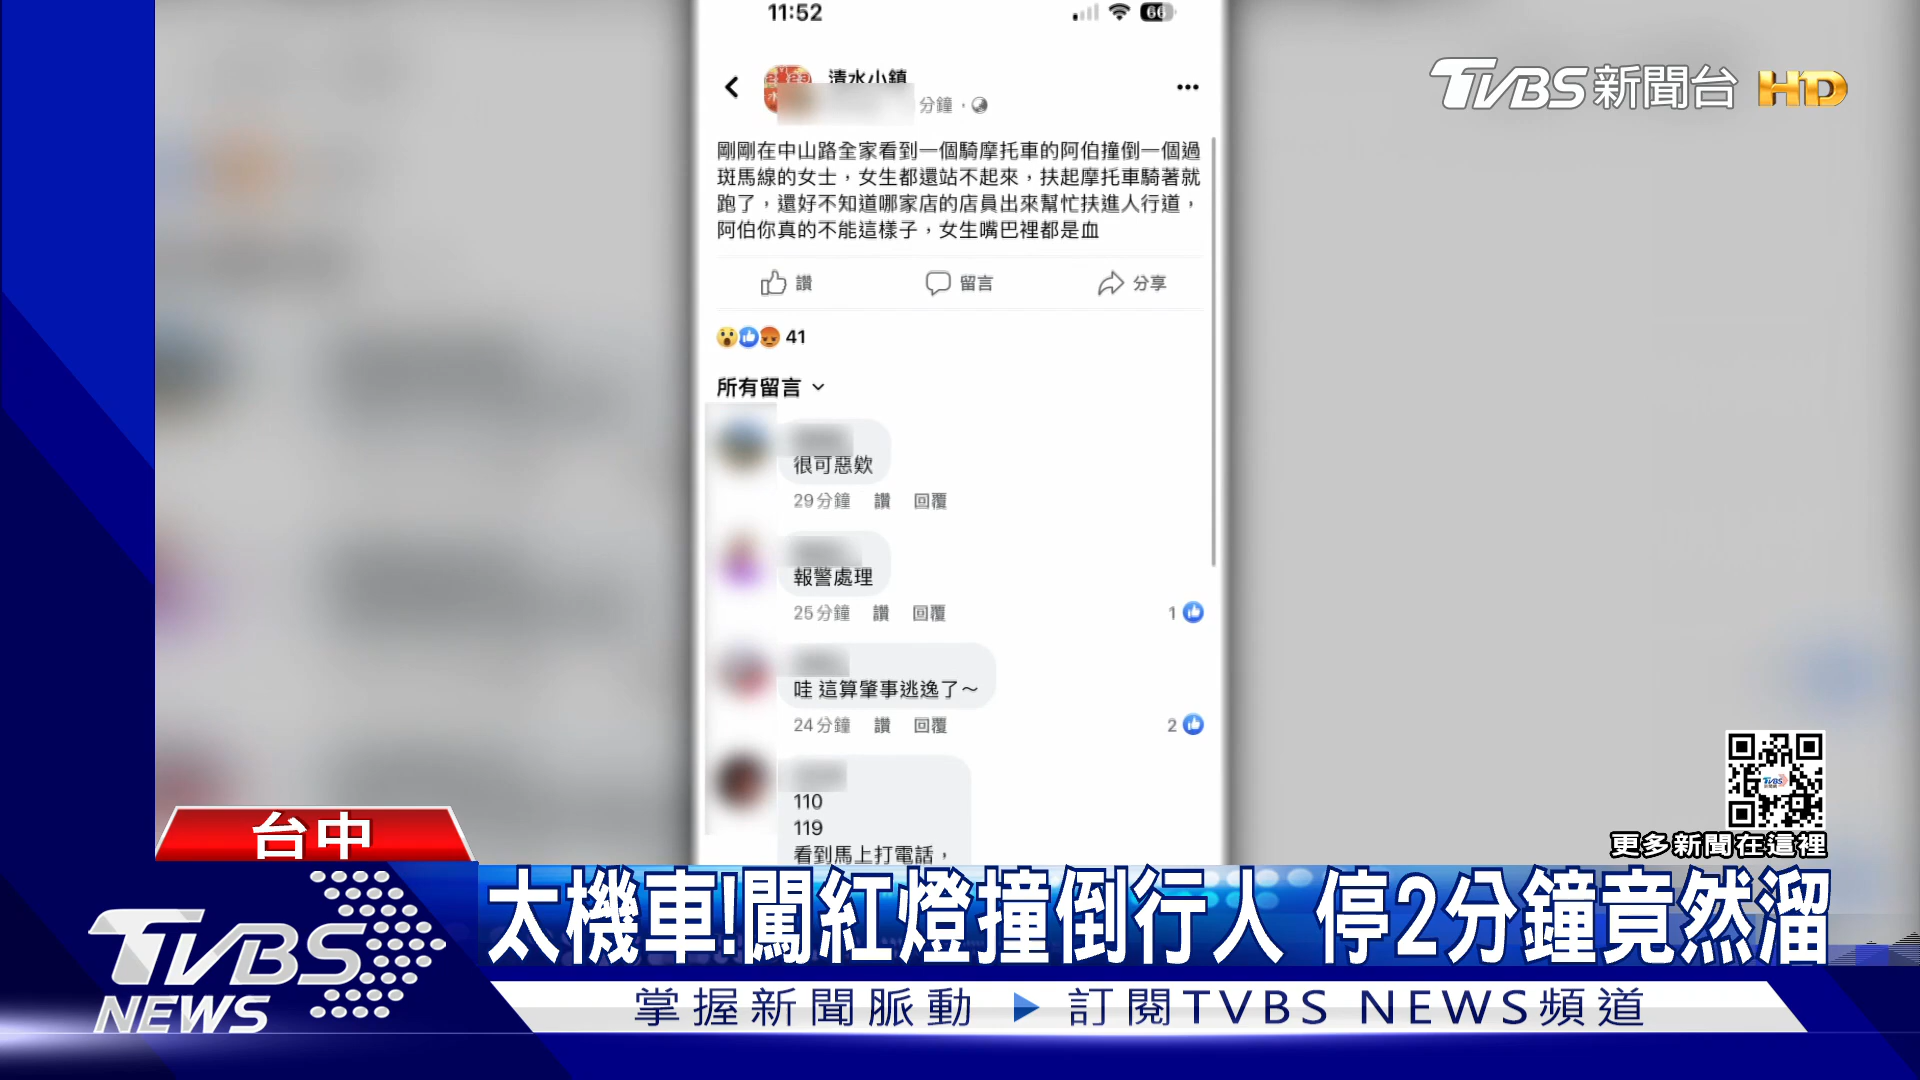 11:52
66
TVBS新聞台 HD
清水小鎮
分鐘
剛剛在中山路全家看到一個騎摩托車的阿伯撞倒一個過
斑馬線的女士，女生都還站不起來，扶起摩托車騎著就
跑了，還好不知道哪家店的店員出來幫忙扶進人行道，
阿伯你真的不能這樣子，女生嘴巴裡都是血
讚 留言 分享
41
所有留言
很可惡欸
29分鐘 讚 回覆
報警處理
25分鐘 讚 回覆 1
哇 這算肇事逃逸了～
24分鐘 讚 回覆 2
110
119
看到馬上打電話，
更多新聞在這裡
台中
太機車!闖紅燈撞倒行人 停2分鐘竟然溜
TVBS
NEWS
掌握新聞脈動 ▶ 訂閱TVBS NEWS頻道